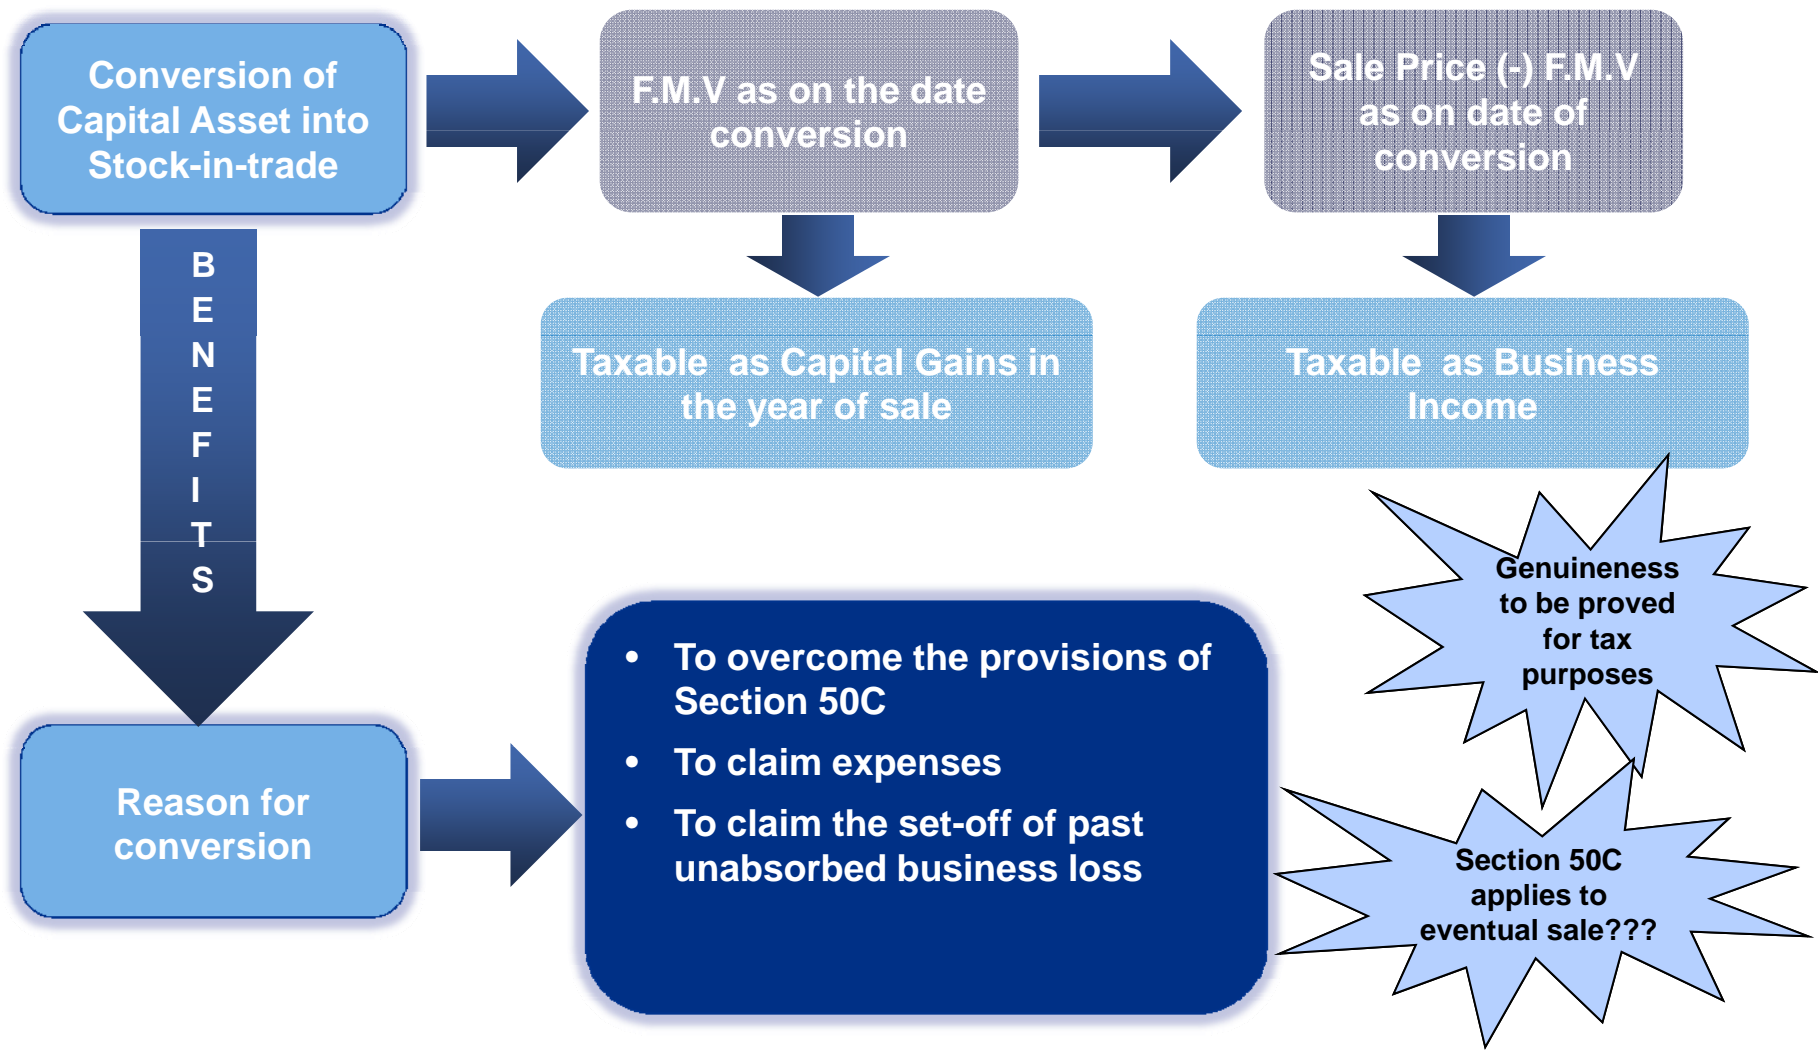 Conversion of
Capital Asset into
Stock-in-trade
F.M.V as on the date
conversion
Sale Price (-) F.M.V
as on date of
conversion
B
E
N
E
F
I
T
S
Taxable  as Capital Gains in
the year of sale
Taxable  as Business
Income
Genuineness
to be proved
for tax
purposes
Reason for
conversion
• To overcome the provisions of
Section 50C
• To claim expenses
• To claim the set-off of past
unabsorbed business loss
Section 50C
applies to
eventual sale???